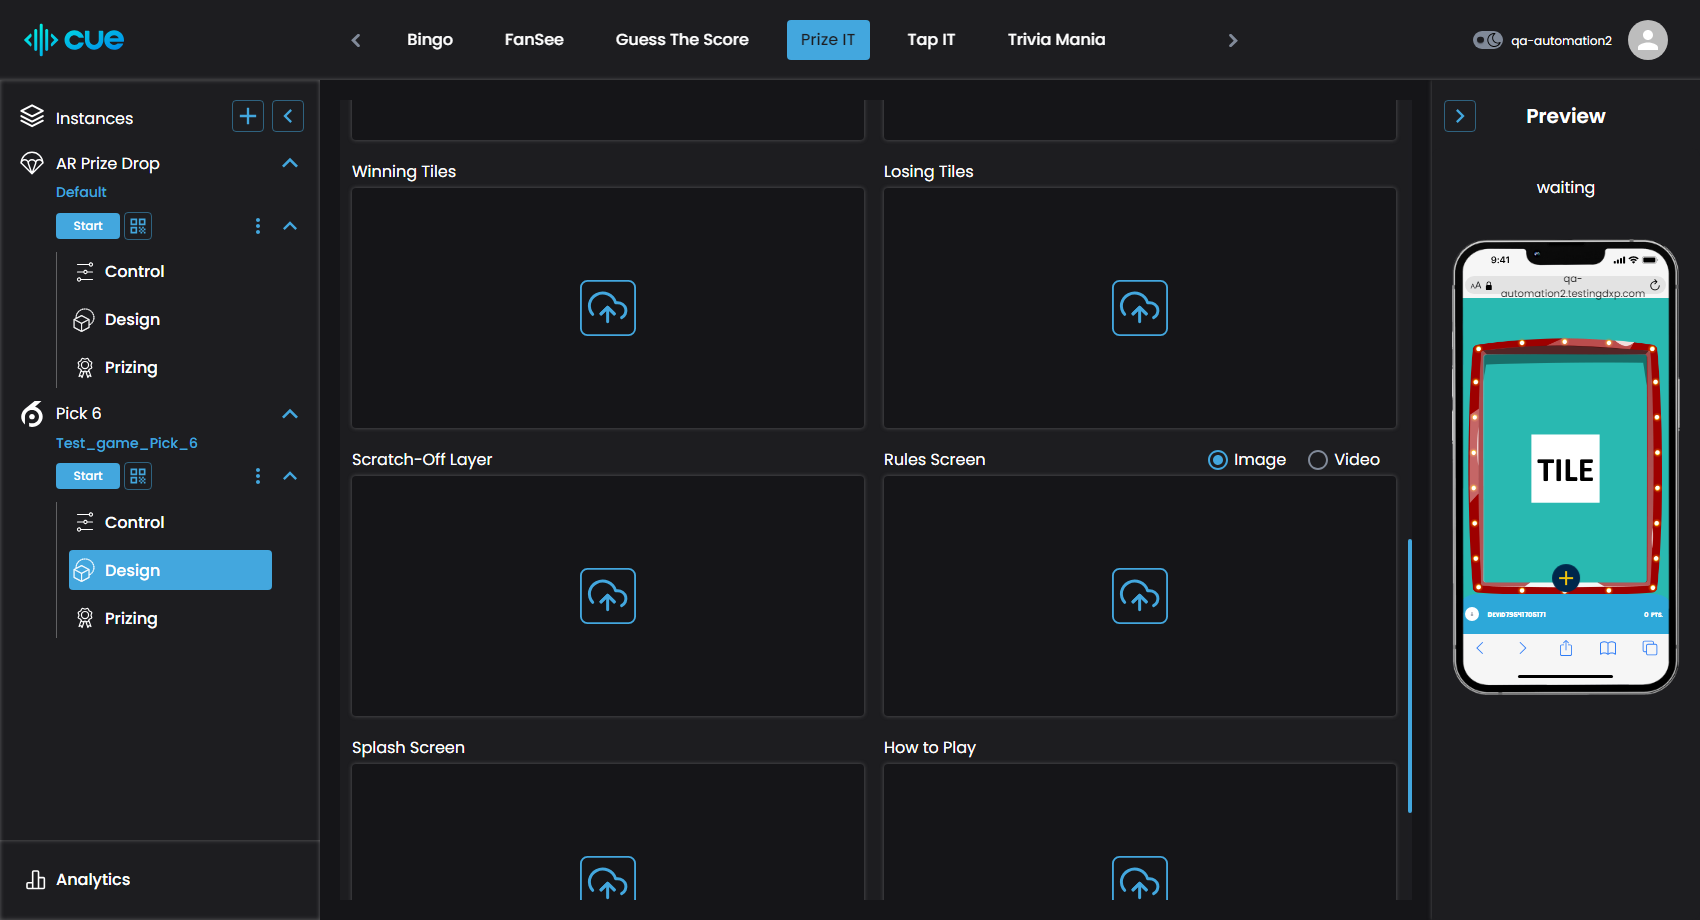 cue
Bingo
FanSee
Guess The Score
Prize IT
Tap IT
Trivia Mania
qa-automation2
Instances
AR Prize Drop
Default
Start
Control
Design
Prizing
Pick 6
Test_game_Pick_6
Start
Control
Design
Prizing
Analytics
Winning Tiles
Losing Tiles
Scratch-Off Layer
Rules Screen
Image
Video
Splash Screen
How to Play
Preview
waiting
9:41
AA
qa-
automation2.testingdxp.com
TILE
0 PTS.